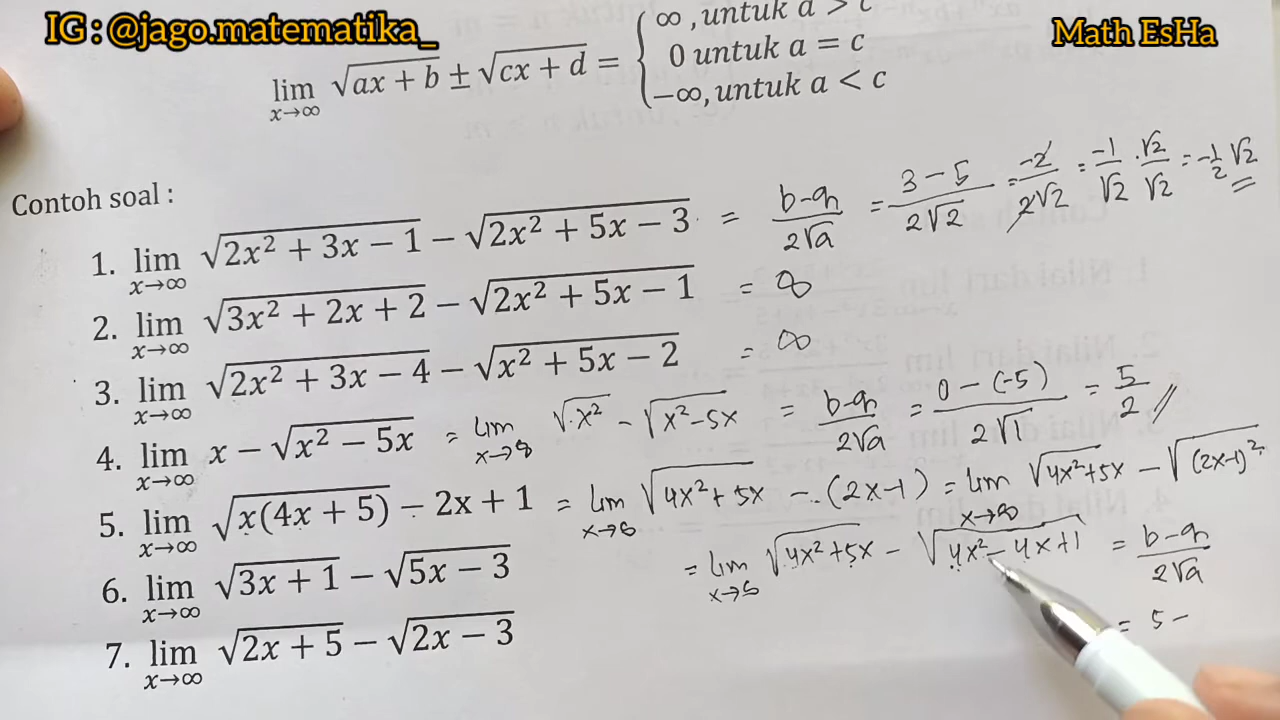 IG : @jago.matematika_
Math EsHa
lim x→∞ √(ax + b) ± √(cx + d) = { ∞ , untuk a > c
0 untuk a = c
−∞, untuk a < c
Contoh soal :
1. lim x→∞ √(2x² + 3x − 1) − √(2x² + 5x − 3) = (b-q)/(2√a) = (3-5)/(2√2) = -2/(2√2) = -1/√2 · √2/√2 = -1/2 √2
2. lim x→∞ √(3x² + 2x + 2) − √(2x² + 5x − 1) = ∞
3. lim x→∞ √(2x² + 3x − 4) − √(x² + 5x − 2) = ∞
4. lim x→∞ x − √(x² − 5x) = lim x→∞ √(x²) − √(x²-5x) = (b-q)/(2√a) = (0-(-5))/(2√1) = 5/2
5. lim x→∞ √(x(4x + 5)) − 2x + 1 = lim x→∞ √(4x²+5x) − (2x-1) = lim x→∞ √(4x²+5x) − √((2x-1)²)
= lim x→∞ √(4x²+5x) − √(4x²-4x+1) = (b-q)/(2√a)
= 5 -
6. lim x→∞ √(3x + 1) − √(5x − 3)
7. lim x→∞ √(2x + 5) − √(2x − 3)